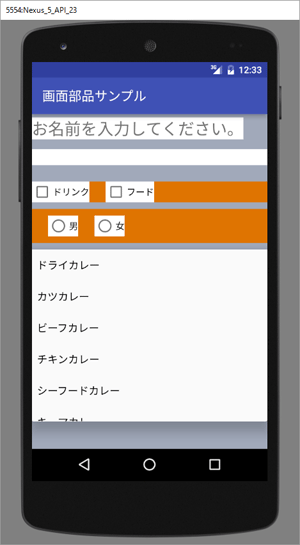 5554:Nexus_5_API_23
3G 12:33
画面部品サンプル
お名前を入力してください。
ドリンク フード
男 女
ドライカレー
カツカレー
ビーフカレー
チキンカレー
シーフードカレー